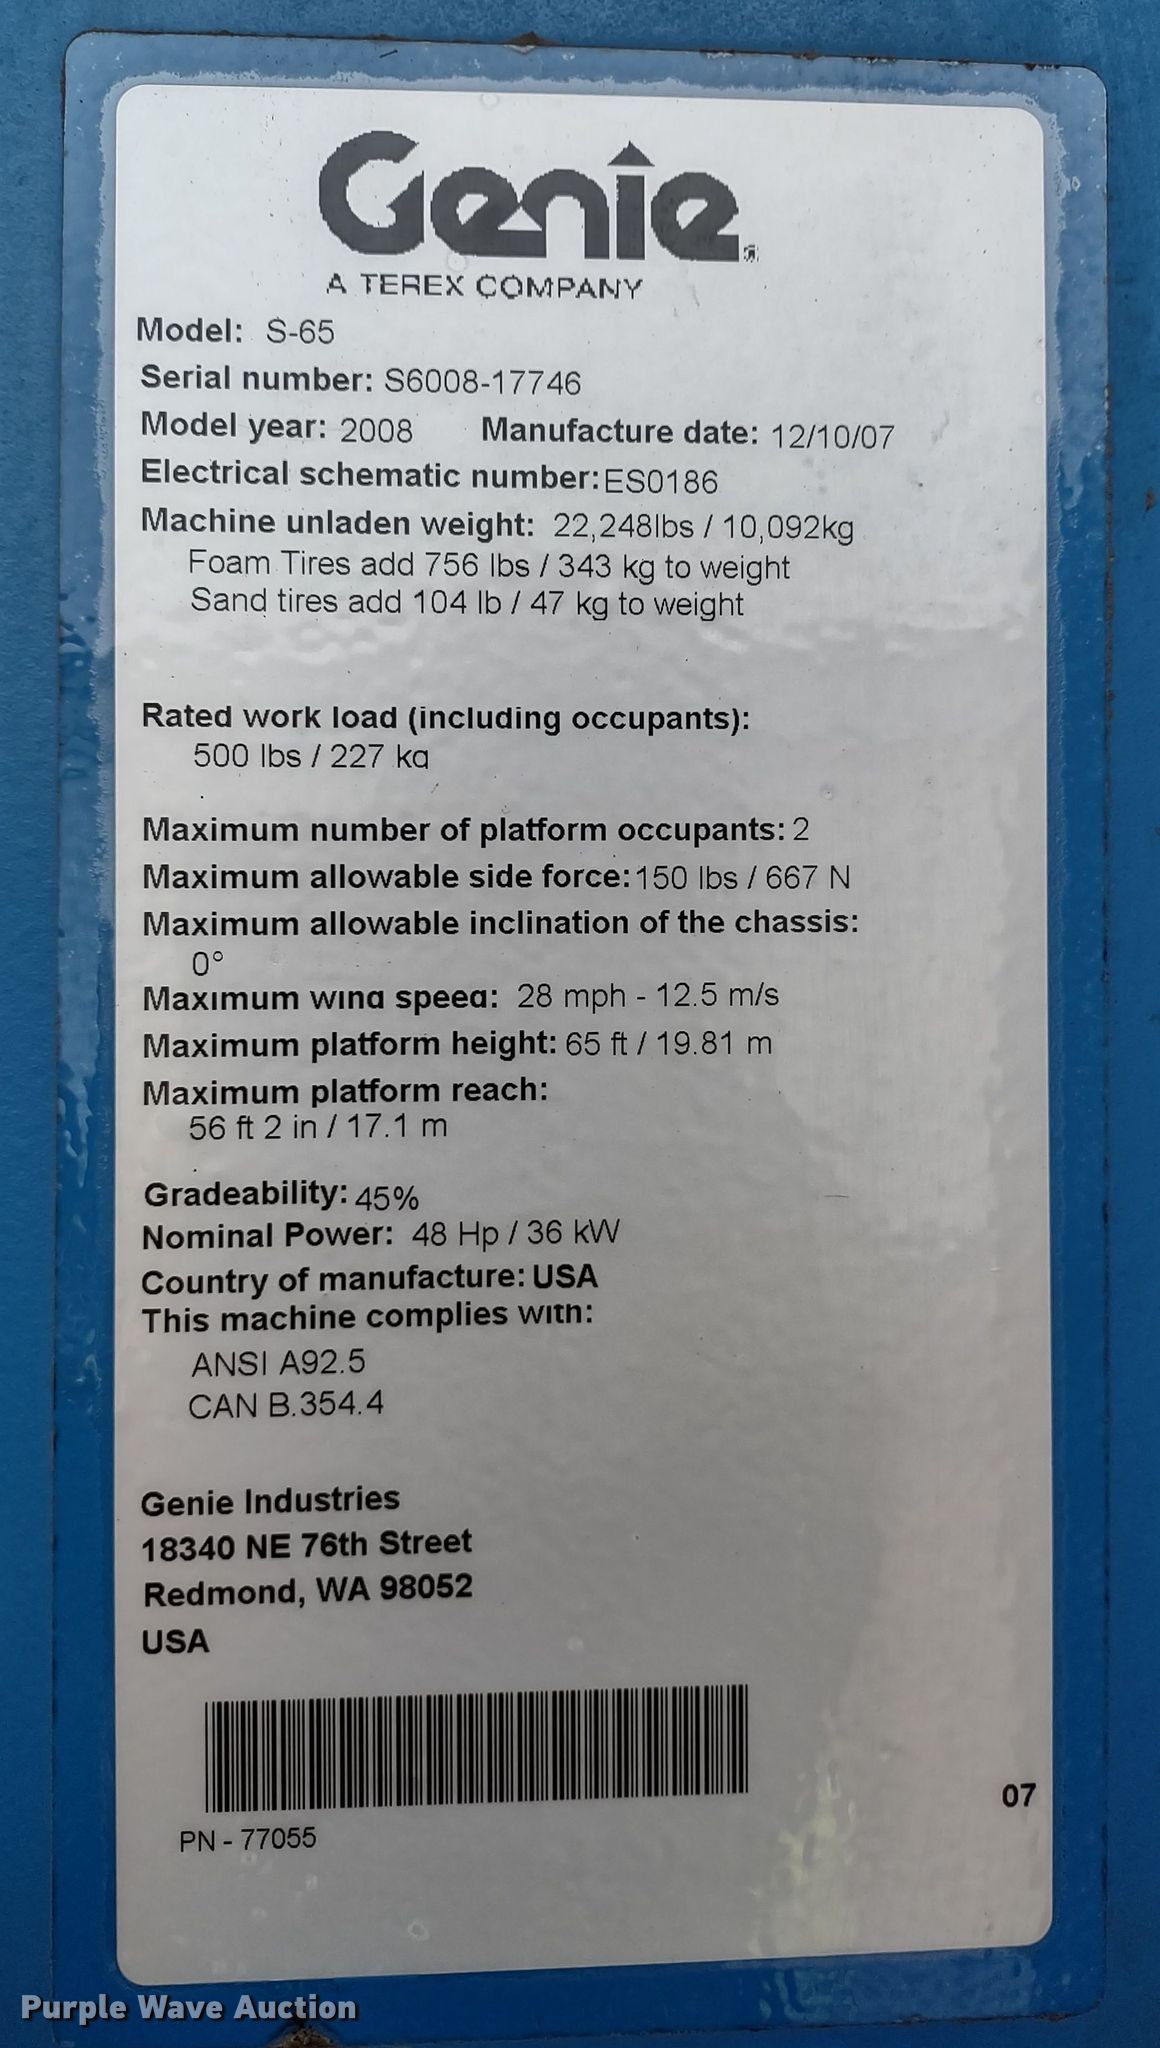 Genie
A TEREX COMPANY
Model: S-65
Serial number: S6008-17746
Model year: 2008 Manufacture date: 12/10/07
Electrical schematic number: ES0186
Machine unladen weight: 22,248lbs / 10,092kg
Foam Tires add 756 lbs / 343 kg to weight
Sand tires add 104 lb / 47 kg to weight
Rated work load (including occupants):
500 lbs / 227 kg
Maximum number of platform occupants: 2
Maximum allowable side force: 150 lbs / 667 N
Maximum allowable inclination of the chassis:
0°
Maximum wind speed: 28 mph - 12.5 m/s
Maximum platform height: 65 ft / 19.81 m
Maximum platform reach:
56 ft 2 in / 17.1 m
Gradeability: 45%
Nominal Power: 48 Hp / 36 kW
Country of manufacture: USA
This machine complies with:
ANSI A92.5
CAN B.354.4
Genie Industries
18340 NE 76th Street
Redmond, WA 98052
USA
07
PN - 77055
Purple Wave Auction